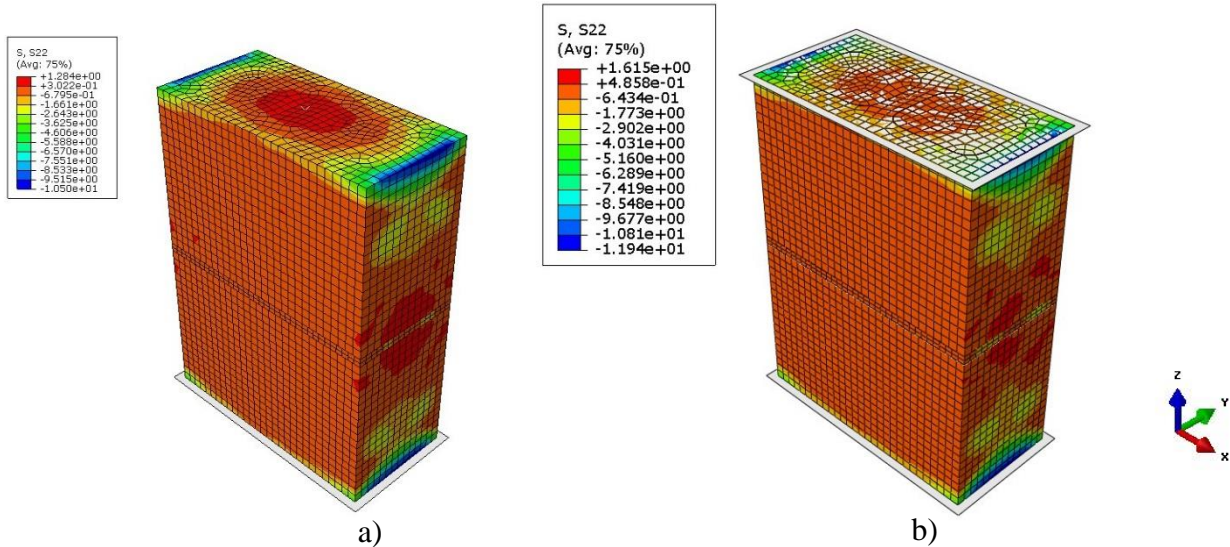 S, S22
(Avg: 75%)
+1.284e+00
+3.022e-01
-6.795e-01
-1.661e+00
-2.643e+00
-3.625e+00
-4.606e+00
-5.588e+00
-6.570e+00
-7.551e+00
-8.533e+00
-9.515e+00
-1.050e+01
S, S22
(Avg: 75%)
+1.615e+00
+4.858e-01
-6.434e-01
-1.773e+00
-2.902e+00
-4.031e+00
-5.160e+00
-6.289e+00
-7.419e+00
-8.548e+00
-9.677e+00
-1.081e+01
-1.194e+01
Z
Y
X
a)
b)